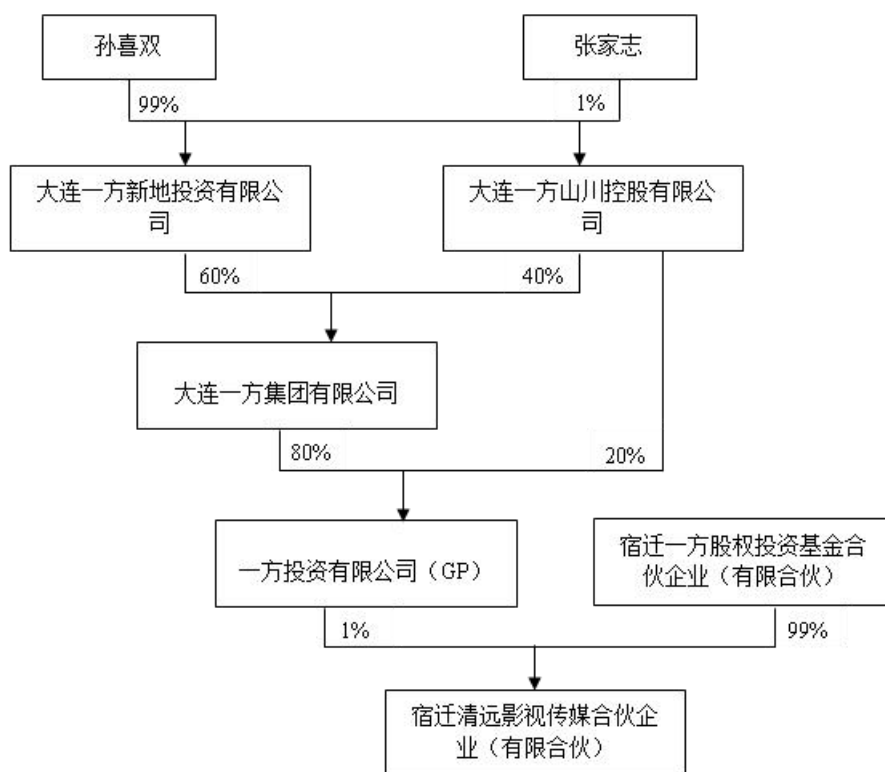 孙喜双
张家志
99%
1%
大连一方新地投资有限公
司
大连一方山川控股有限公
司
60%
40%
大连一方集团有限公司
80%
20%
一方投资有限公司（GP）
宿迁一方股权投资基金合
伙企业（有限合伙）
1%
99%
宿迁清远影视传媒合伙企
业（有限合伙）